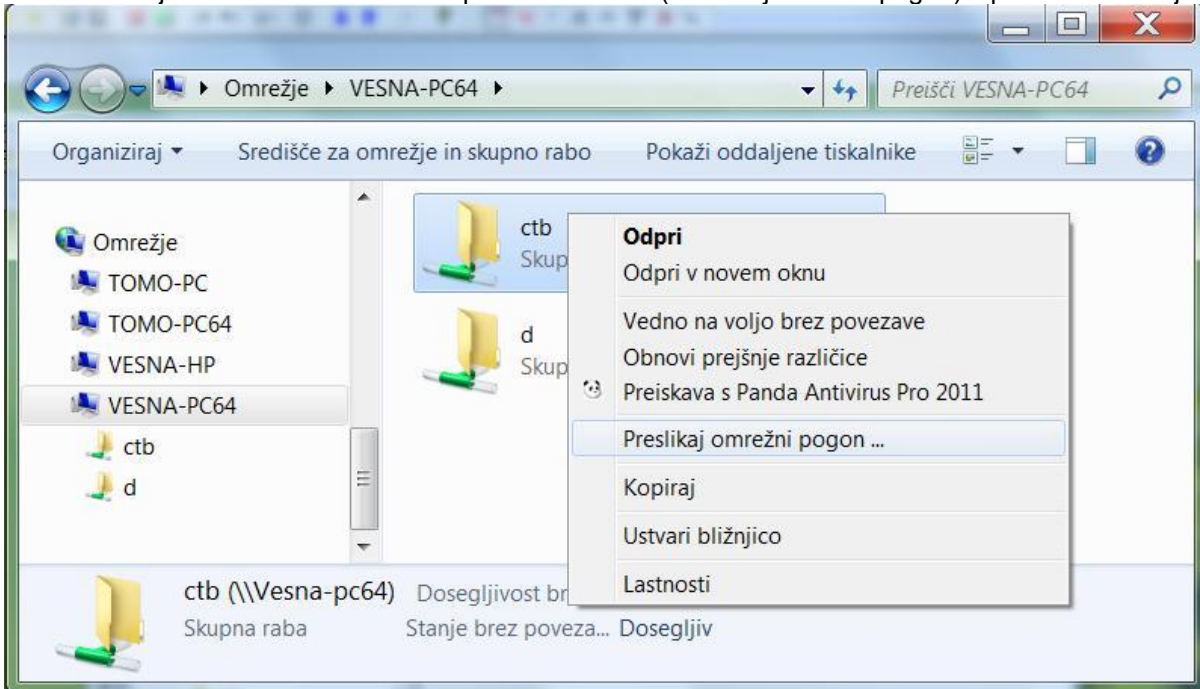 Omrežje ▸ VESNA-PC64 ▸
Preišči VESNA-PC64
Organiziraj
Središče za omrežje in skupno rabo
Pokaži oddaljene tiskalnike
Omrežje
TOMO-PC
TOMO-PC64
VESNA-HP
VESNA-PC64
ctb
d
ctb
Skup
d
Skup
Odpri
Odpri v novem oknu
Vedno na voljo brez povezave
Obnovi prejšnje različice
Preiskava s Panda Antivirus Pro 2011
Preslikaj omrežni pogon ...
Kopiraj
Ustvari bližnjico
Lastnosti
ctb (\\Vesna-pc64) Dosegljivost br
Skupna raba Stanje brez poveza... Dosegljiv